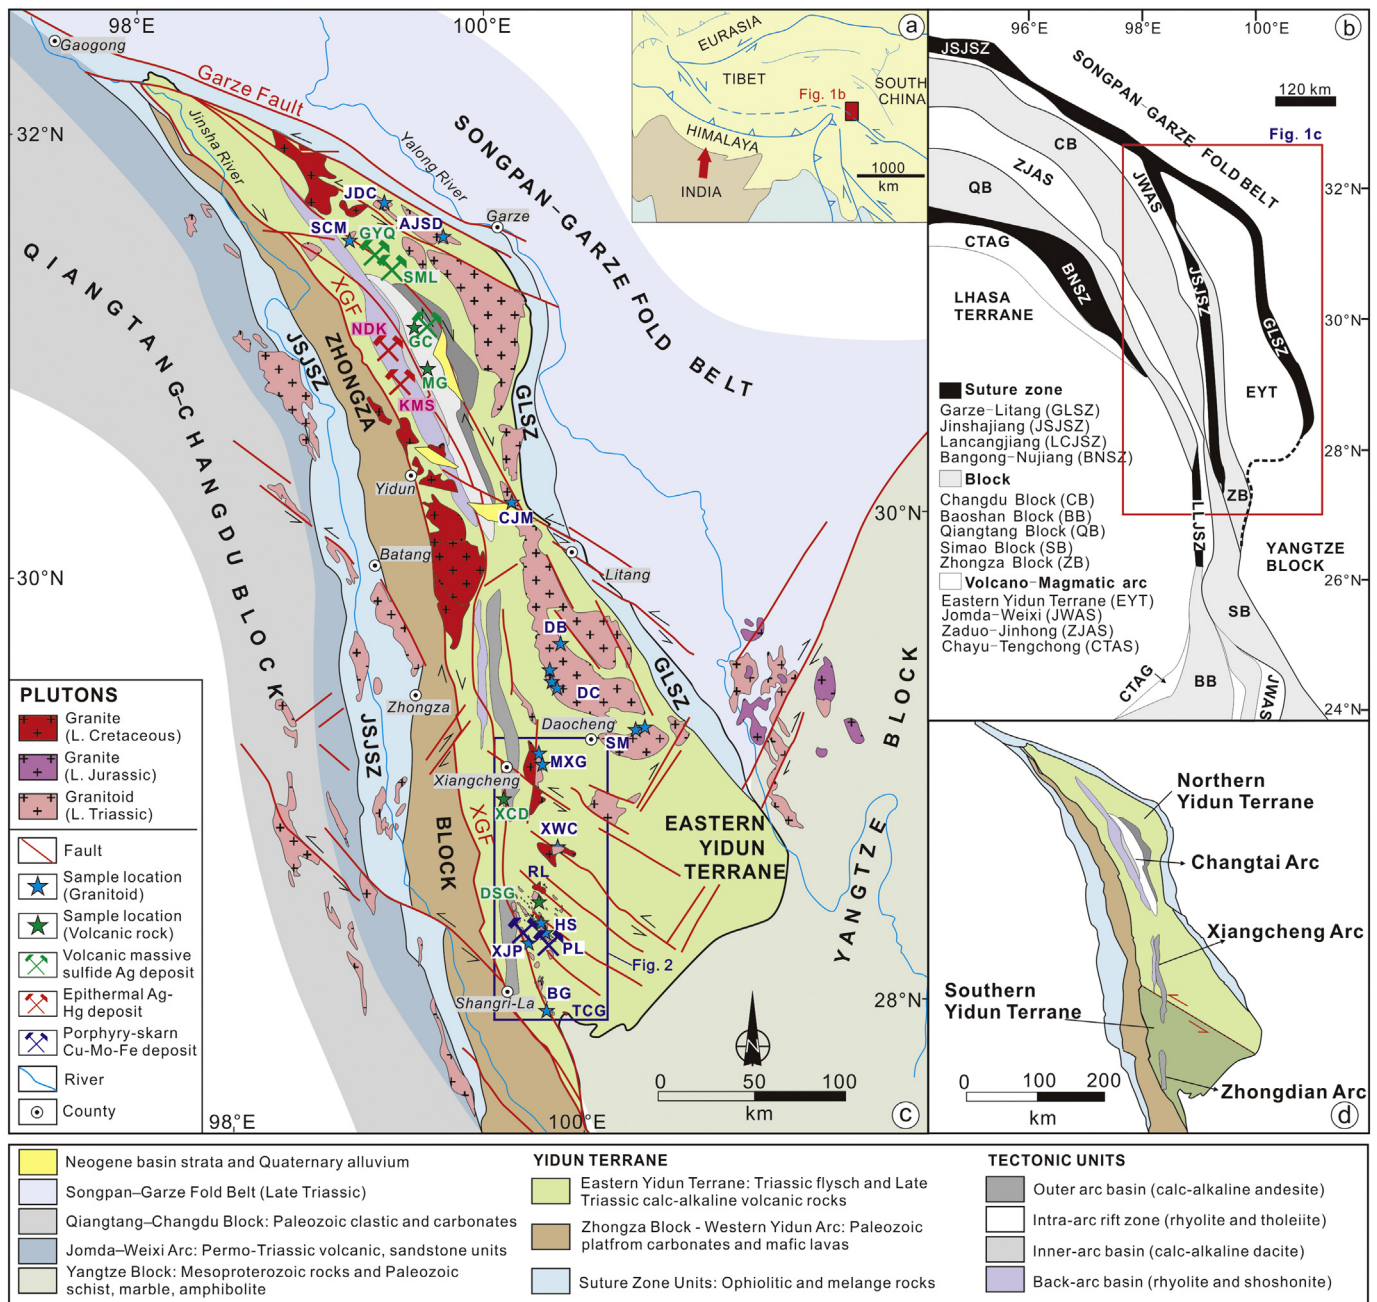 98°E
100°E
Gaogong
Garze Fault
32°N
Jinsha River
Yalong River
SONGPAN-GARZE FOLD BELT
JDC
AJSD
Garze
SCM
GYQ
SML
XGF
NDK
GC
MG
KMS
QIANGTANG-CHANGDU BLOCK
JSJSZ
ZHONGZA
GLSZ
Yidun
CJM
30°N
Batang
Litang
30°N
DB
DC
GLSZ
Zhongza
Daocheng
SM
JSJSZ
MXG
Xiangcheng
XCD
XGF
BLOCK
XWC
EASTERN
YIDUN
TERRANE
RL
DSG
HS
XJP
PL
Fig. 2
BG
TCG
Shangri-La
YANGTZE BLOCK
28°N
N
0 50 100
km
98°E
100°E
c
PLUTONS
Granite
(L. Cretaceous)
Granite
(L. Jurassic)
Granitoid
(L. Triassic)
Fault
Sample location
(Granitoid)
Sample location
(Volcanic rock)
Volcanic massive
sulfide Ag deposit
Epithermal Ag-
Hg deposit
Porphyry-skarn
Cu-Mo-Fe deposit
River
County
a
EURASIA
TIBET
SOUTH
CHINA
Fig. 1b
HIMALAYA
INDIA
1000
km
96°E
98°E
100°E
b
JSJSZ
SONGPAN-GARZE FOLD BELT
120 km
Fig. 1c
CB
ZJAS
JWAS
QB
32°N
CTAG
BNSZ
JSJSZ
LHASA
TERRANE
GLSZ
30°N
EYT
28°N
ZB
LLJSZ
YANGTZE
BLOCK
26°N
SB
CTAG
BB
JWAS
24°N
Suture zone
Garze-Litang (GLSZ)
Jinshajiang (JSJSZ)
Lancangjiang (LCJSZ)
Bangong-Nujiang (BNSZ)
Block
Changdu Block (CB)
Baoshan Block (BB)
Qiangtang Block (QB)
Simao Block (SB)
Zhongza Block (ZB)
Volcano-Magmatic arc
Eastern Yidun Terrane (EYT)
Jomda-Weixi (JWAS)
Zaduo-Jinhong (ZJAS)
Chayu-Tengchong (CTAS)
Northern
Yidun Terrane
Changtai Arc
Xiangcheng Arc
Southern
Yidun Terrane
Zhongdian Arc
0 100 200
km
d
Neogene basin strata and Quaternary alluvium
Songpan-Garze Fold Belt (Late Triassic)
Qiangtang-Changdu Block: Paleozoic clastic and carbonates
Jomda-Weixi Arc: Permo-Triassic volcanic, sandstone units
Yangtze Block: Mesoproterozoic rocks and Paleozoic
schist, marble, amphibolite
YIDUN TERRANE
Eastern Yidun Terrane: Triassic flysch and Late
Triassic calc-alkaline volcanic rocks
Zhongza Block - Western Yidun Arc: Paleozoic
platfrom carbonates and mafic lavas
Suture Zone Units: Ophiolitic and melange rocks
TECTONIC UNITS
Outer arc basin (calc-alkaline andesite)
Intra-arc rift zone (rhyolite and tholeiite)
Inner-arc basin (calc-alkaline dacite)
Back-arc basin (rhyolite and shoshonite)